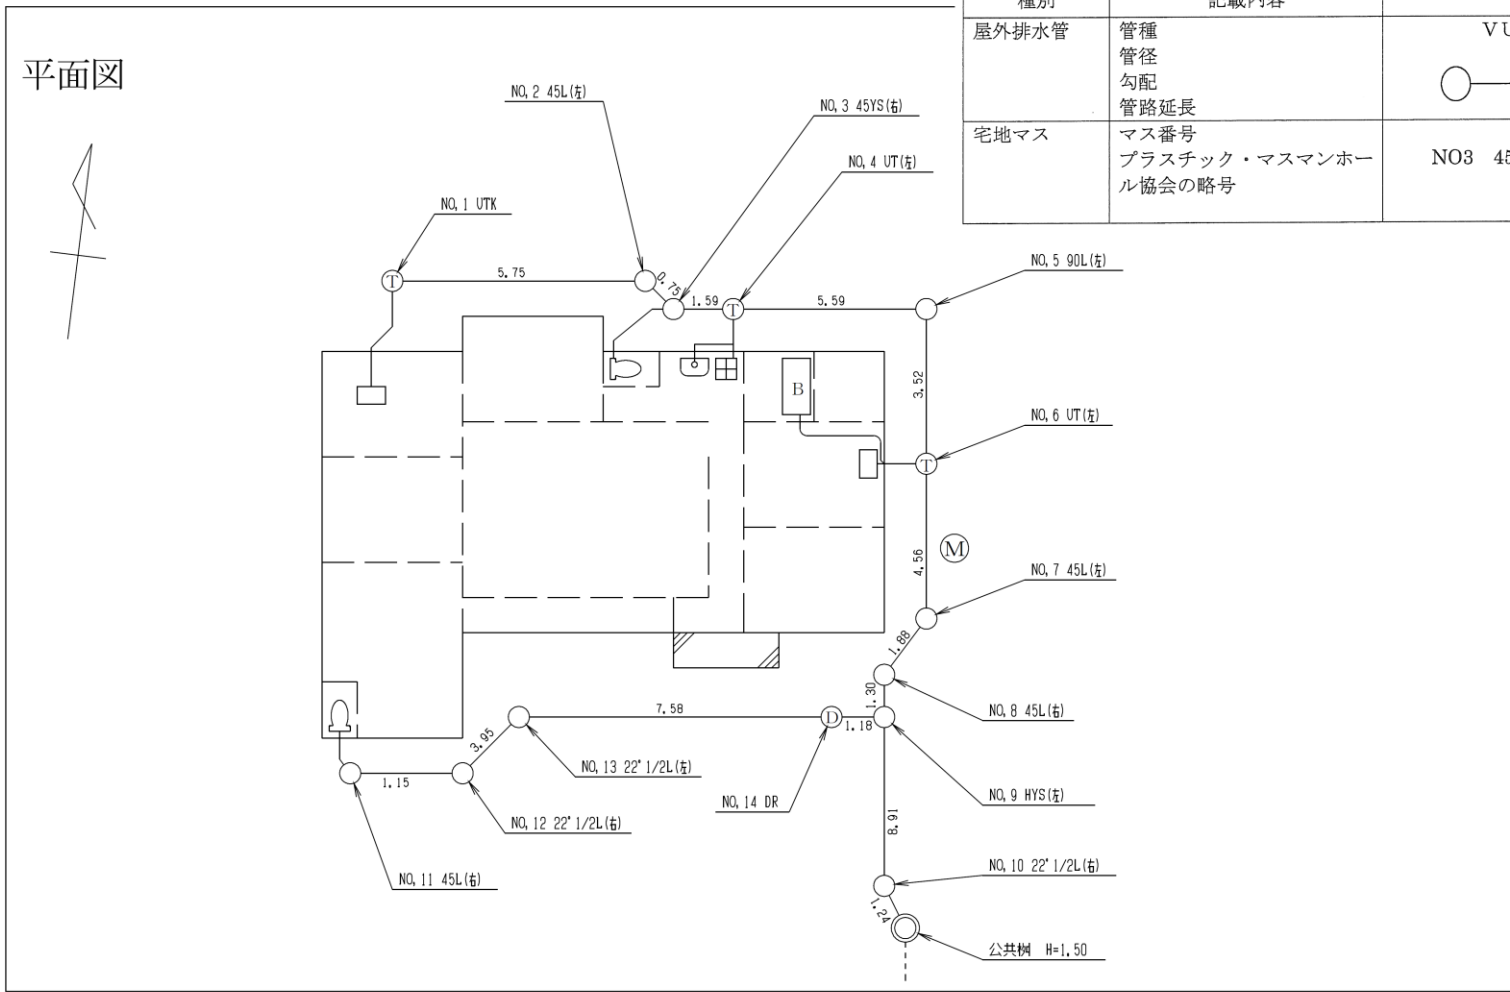 種別 記載内容
屋外排水管 管種 VU
管径
勾配
管路延長
宅地マス マス番号
プラスチック・マスマンホー NO3 45
ル協会の略号
平面図
NO,2 45L(左)
NO,3 45YS(右)
NO,4 UT(左)
NO,1 UTK
NO,5 90L(左)
T
5.75
0.75
1.59
T
5.59
3.52
B
NO,6 UT(左)
T
M
4.56
NO,7 45L(左)
1.88
1.30
NO,8 45L(右)
7.58
D
1.18
3.95
NO,13 22°1/2L(左)
1.15
NO,14 DR
NO,9 HYS(左)
NO,12 22°1/2L(右)
8.91
NO,11 45L(右)
NO,10 22°1/2L(右)
1.24
公共桝 H=1.50